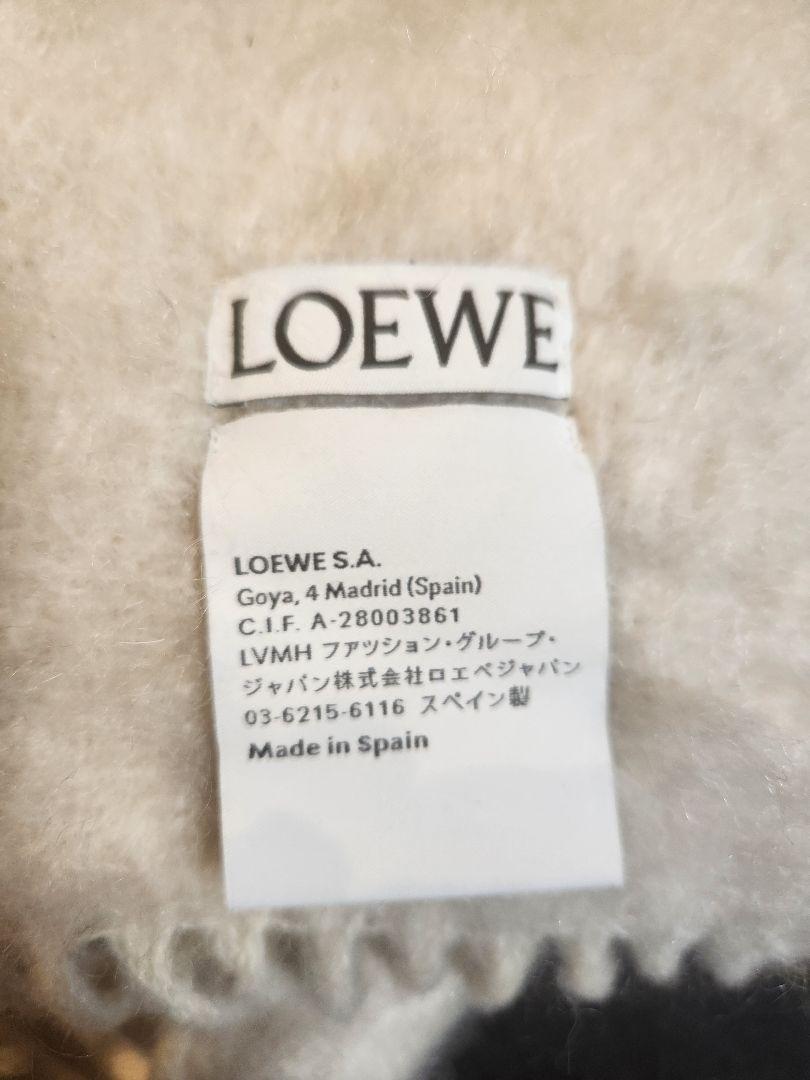 LOEWE
LOEWE S.A.
Goya, 4 Madrid (Spain)
C.I.F. A-28003861
LVMH ファッション・グループ・
ジャパン株式会社ロエベジャパン
03-6215-6116 スペイン製
Made in Spain